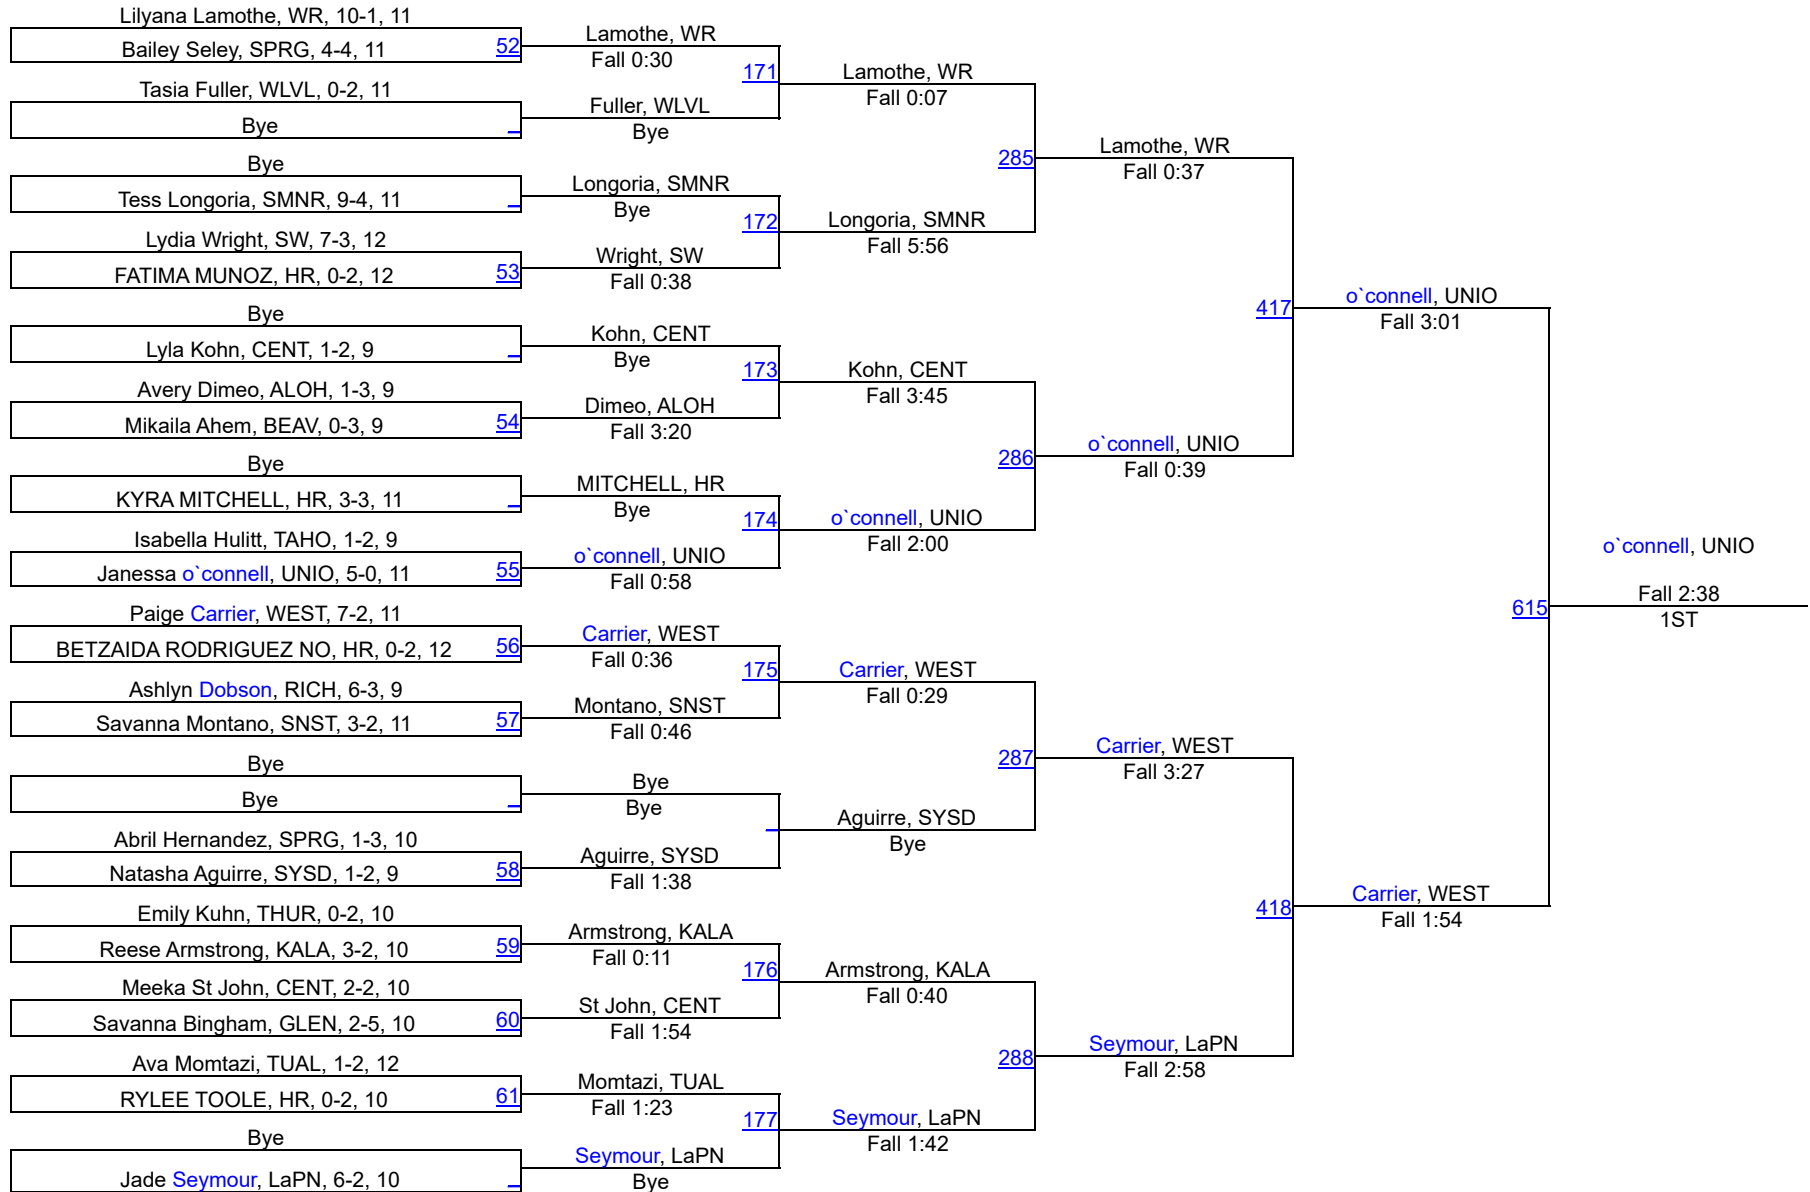 Lilyana Lamothe, WR, 10-1, 11
Bailey Seley, SPRG, 4-4, 11
52
Tasia Fuller, WLVL, 0-2, 11
Bye
Bye
Tess Longoria, SMNR, 9-4, 11
Lydia Wright, SW, 7-3, 12
FATIMA MUNOZ, HR, 0-2, 12
53
Bye
Lyla Kohn, CENT, 1-2, 9
Avery Dimeo, ALOH, 1-3, 9
Mikaila Ahem, BEAV, 0-3, 9
54
Bye
KYRA MITCHELL, HR, 3-3, 11
Isabella Hulitt, TAHO, 1-2, 9
Janessa o`connell, UNIO, 5-0, 11
55
Paige Carrier, WEST, 7-2, 11
BETZAIDA RODRIGUEZ NO, HR, 0-2, 12
56
Ashlyn Dobson, RICH, 6-3, 9
Savanna Montano, SNST, 3-2, 11
57
Bye
Bye
Abril Hernandez, SPRG, 1-3, 10
Natasha Aguirre, SYSD, 1-2, 9
58
Emily Kuhn, THUR, 0-2, 10
Reese Armstrong, KALA, 3-2, 10
59
Meeka St John, CENT, 2-2, 10
Savanna Bingham, GLEN, 2-5, 10
60
Ava Momtazi, TUAL, 1-2, 12
RYLEE TOOLE, HR, 0-2, 10
61
Bye
Jade Seymour, LaPN, 6-2, 10
Lamothe, WR
Fall 0:30
171
Fuller, WLVL
Bye
Longoria, SMNR
Bye
172
Wright, SW
Fall 0:38
Kohn, CENT
Bye
173
Dimeo, ALOH
Fall 3:20
MITCHELL, HR
Bye
174
o`connell, UNIO
Fall 0:58
Carrier, WEST
Fall 0:36
175
Montano, SNST
Fall 0:46
Bye
Bye
Aguirre, SYSD
Fall 1:38
Armstrong, KALA
Fall 0:11
176
St John, CENT
Fall 1:54
Momtazi, TUAL
Fall 1:23
177
Seymour, LaPN
Bye
Lamothe, WR
Fall 0:07
285
Longoria, SMNR
Fall 5:56
Kohn, CENT
Fall 3:45
286
o`connell, UNIO
Fall 2:00
Carrier, WEST
Fall 0:29
287
Aguirre, SYSD
Bye
Armstrong, KALA
Fall 0:40
288
Seymour, LaPN
Fall 1:42
Lamothe, WR
Fall 0:37
417
o`connell, UNIO
Fall 0:39
Carrier, WEST
Fall 3:27
418
Seymour, LaPN
Fall 2:58
o`connell, UNIO
Fall 3:01
615
Carrier, WEST
Fall 1:54
o`connell, UNIO
Fall 2:38
1ST